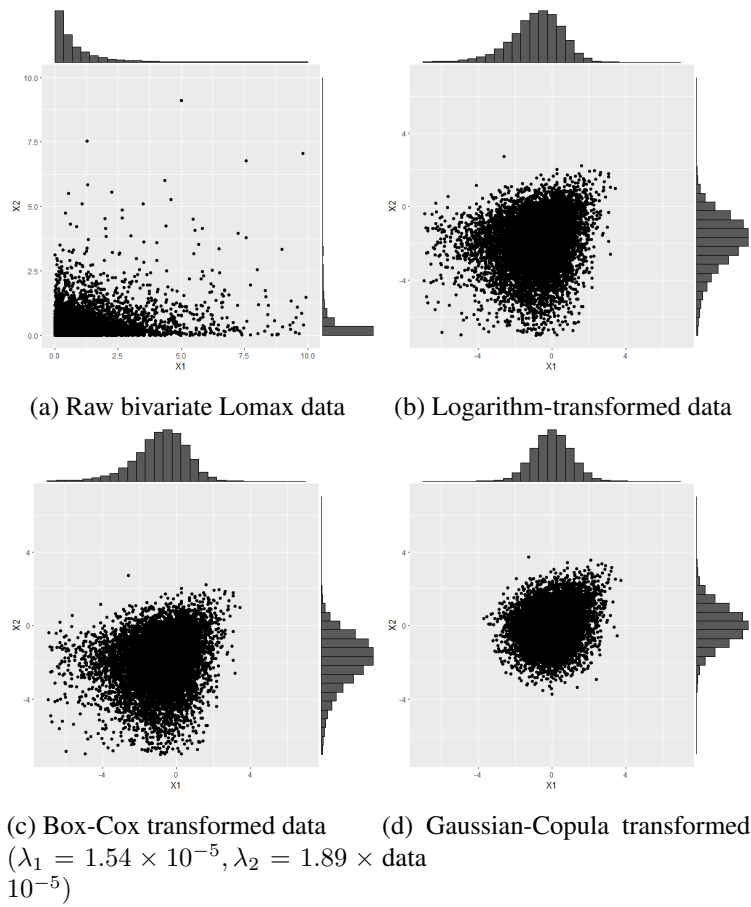 10.0
7.5
5.0
2.5
0.0
X2
0.0 2.5 5.0 7.5 10.0
X1
(a) Raw bivariate Lomax data
4
0
-4
X2
-4 0 4
X1
(b) Logarithm-transformed data
4
0
-4
X2
-4 0 4
X1
(c) Box-Cox transformed data
(λ₁ = 1.54 × 10⁻⁵, λ₂ = 1.89 ×
10⁻⁵)
4
0
-4
X2
-4 0 4
X1
(d) Gaussian-Copula transformed
data